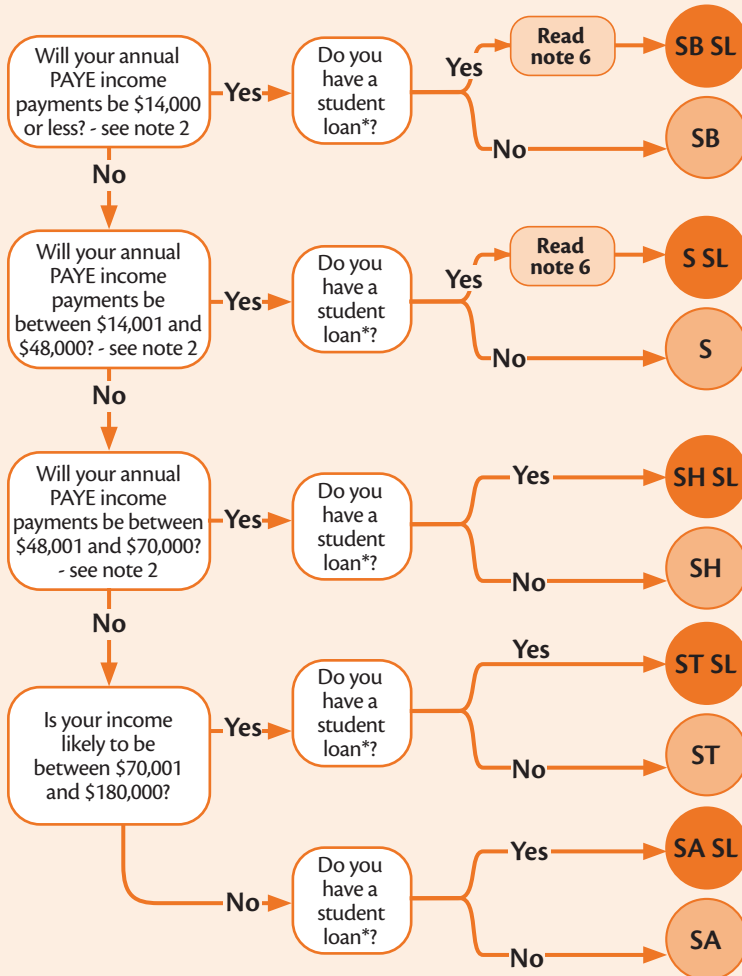 Will your annual
PAYE income
payments be $14,000
or less? - see note 2
Yes
Do you
have a
student
loan*?
Yes
Read
note 6
SB SL
No
SB
No
Will your annual
PAYE income
payments be
between $14,001 and
$48,000? - see note 2
Yes
Do you
have a
student
loan*?
Yes
Read
note 6
S SL
No
S
No
Will your annual
PAYE income
payments be between
$48,001 and $70,000?
- see note 2
Yes
Do you
have a
student
loan*?
Yes
SH SL
No
SH
No
Is your income
likely to be
between $70,001
and $180,000?
Yes
Do you
have a
student
loan*?
Yes
ST SL
No
ST
No
Do you
have a
student
loan*?
Yes
SA SL
No
SA